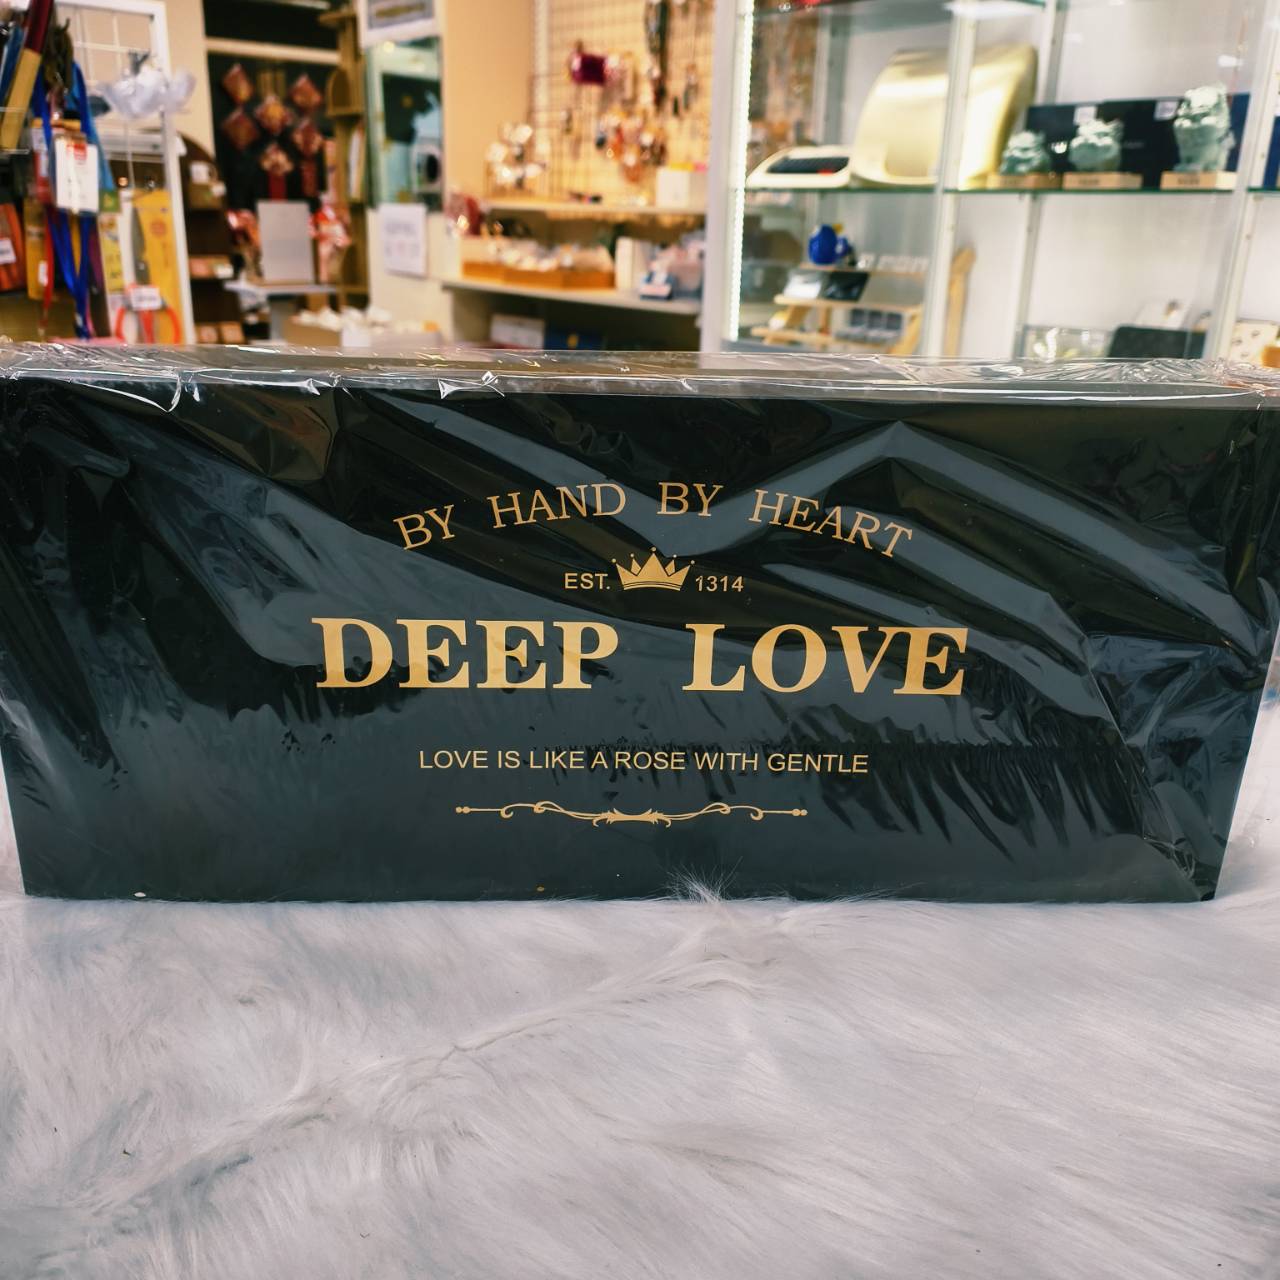 BY HAND BY HEART
EST. 1314
DEEP LOVE
LOVE IS LIKE A ROSE WITH GENTLE